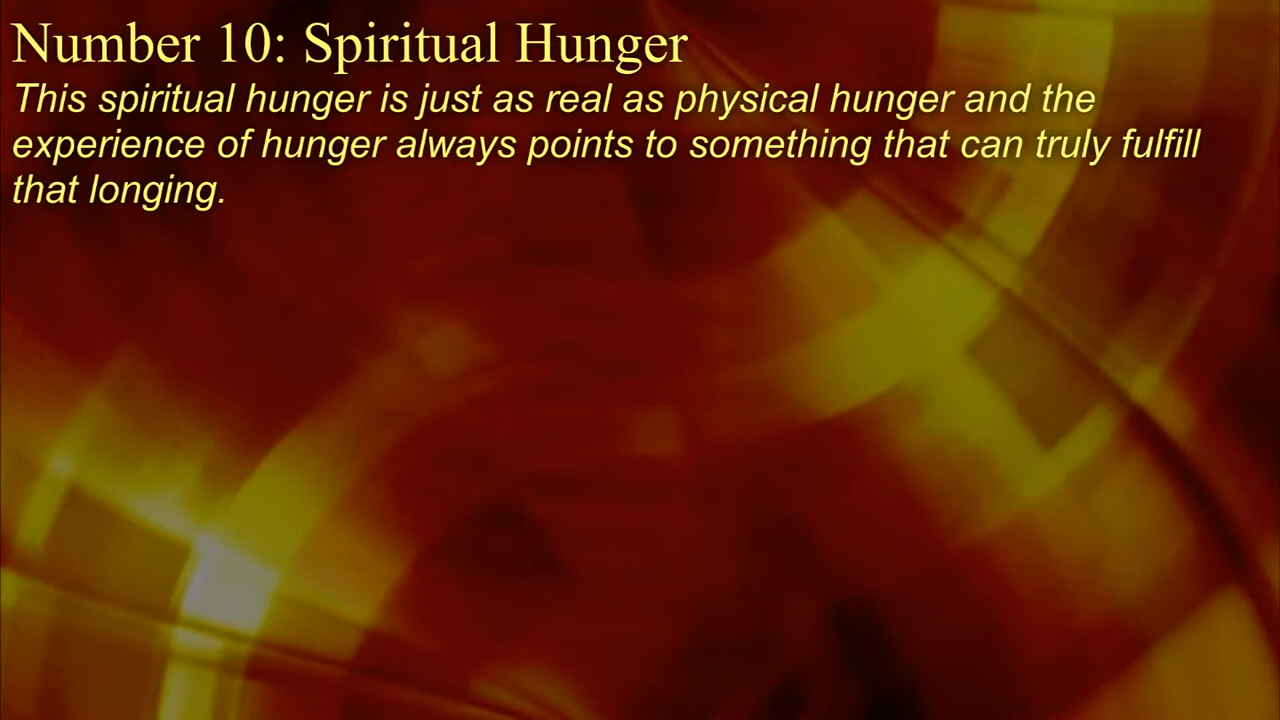 Number 10: Spiritual Hunger
This spiritual hunger is just as real as physical hunger and the
experience of hunger always points to something that can truly fulfill
that longing.